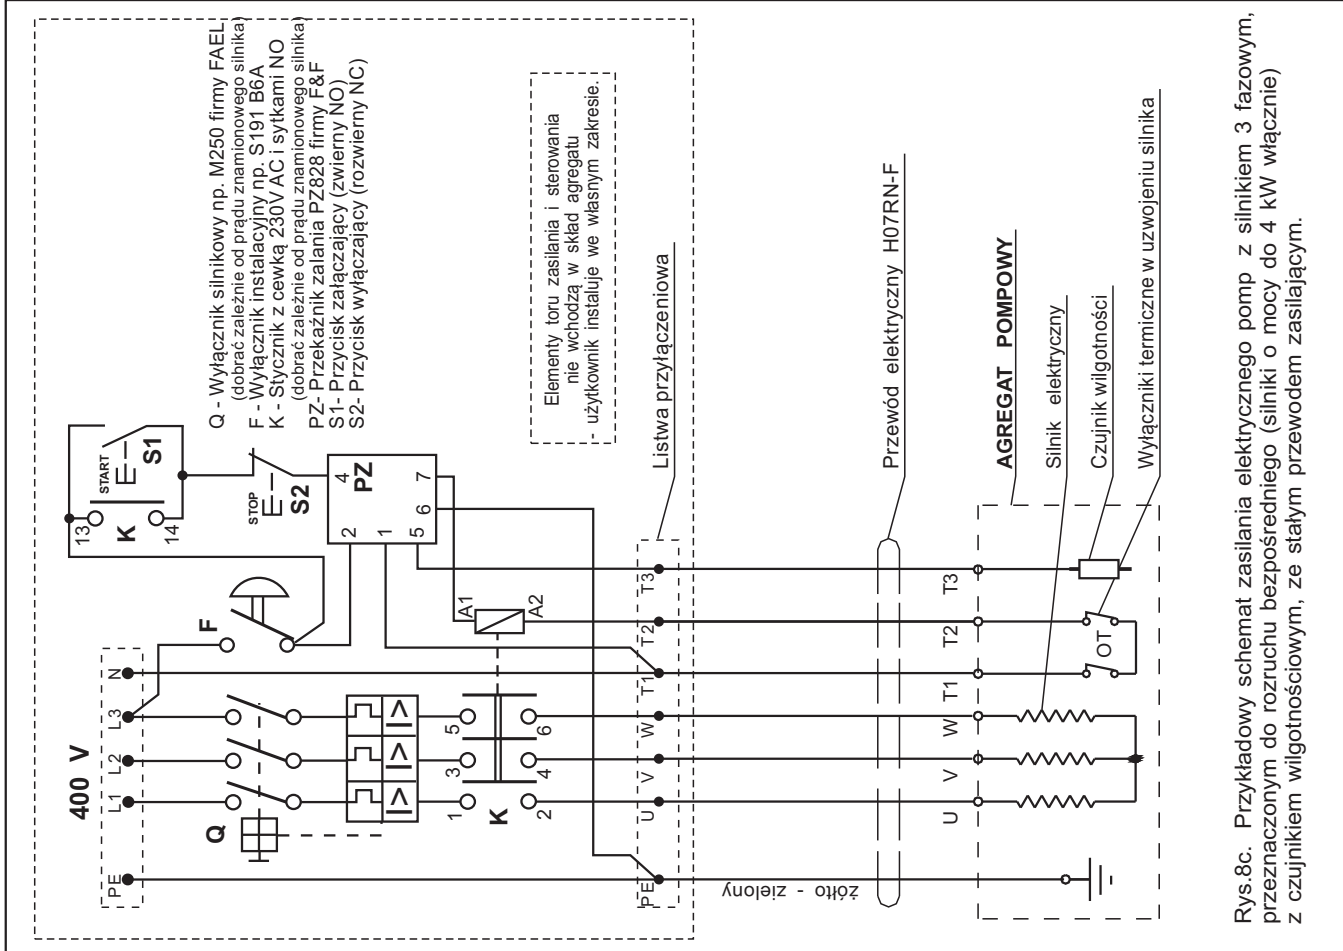 400 V
PE
L1
L2
L3
N
Q
F
13
K
14
START
S1
STOP
S2
4
PZ
2
1
5
6
7
A1
A2
1
3
5
K
2
4
6
Q - Wyłącznik silnikowy np. M250 firmy FAEL
(dobrać zależnie od prądu znamionowego silnika)
F - Wyłącznik instalacyjny np. S191 B6A
K - Stycznik z cewką 230V AC i sytkami NO
(dobrać zależnie od prądu znamionowego silnika)
PZ- Przekaźnik zalania PZ828 firmy F&F
S1- Przycisk załączający (zwierny NO)
S2- Przycisk wyłączający (rozwierny NC)
Elementy toru zasilania i sterowania
nie wchodzą w skład agregatu
- użytkownik instaluje we własnym zakresie.
Listwa przyłączeniowa
PE
U
V
W
T1
T2
T3
żółto - zielony
Przewód elektryczny H07RN-F
U
V
W
T1
T2
T3
AGREGAT POMPOWY
Silnik elektryczny
Czujnik wilgotności
Wyłączniki termiczne w uzwojeniu silnika
OT
Rys.8c. Przykładowy schemat zasilania elektrycznego pomp z silnikiem 3 fazowym,
przeznaczonym do rozruchu bezpośredniego (silniki o mocy do 4 kW włącznie)
z czujnikiem wilgotnościowym, ze stałym przewodem zasilającym.